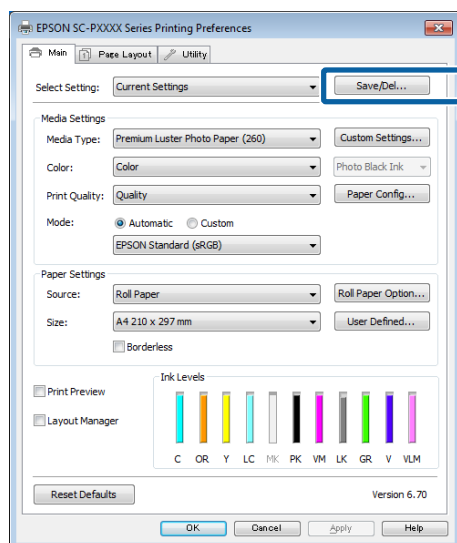 EPSON SC-PXXXX Series Printing Preferences
Main Page Layout Utility
Select Setting: Current Settings Save/Del...
Media Settings
Media Type: Premium Luster Photo Paper (260) Custom Settings...
Color: Color Photo Black Ink
Print Quality: Quality Paper Config...
Mode: Automatic Custom
EPSON Standard (sRGB)
Paper Settings
Source: Roll Paper Roll Paper Option...
Size: A4 210 x 297 mm User Defined...
Borderless
Ink Levels
Print Preview
Layout Manager
C OR Y LC MK PK VM LK GR V VLM
Reset Defaults Version 6.70
OK Cancel Apply Help